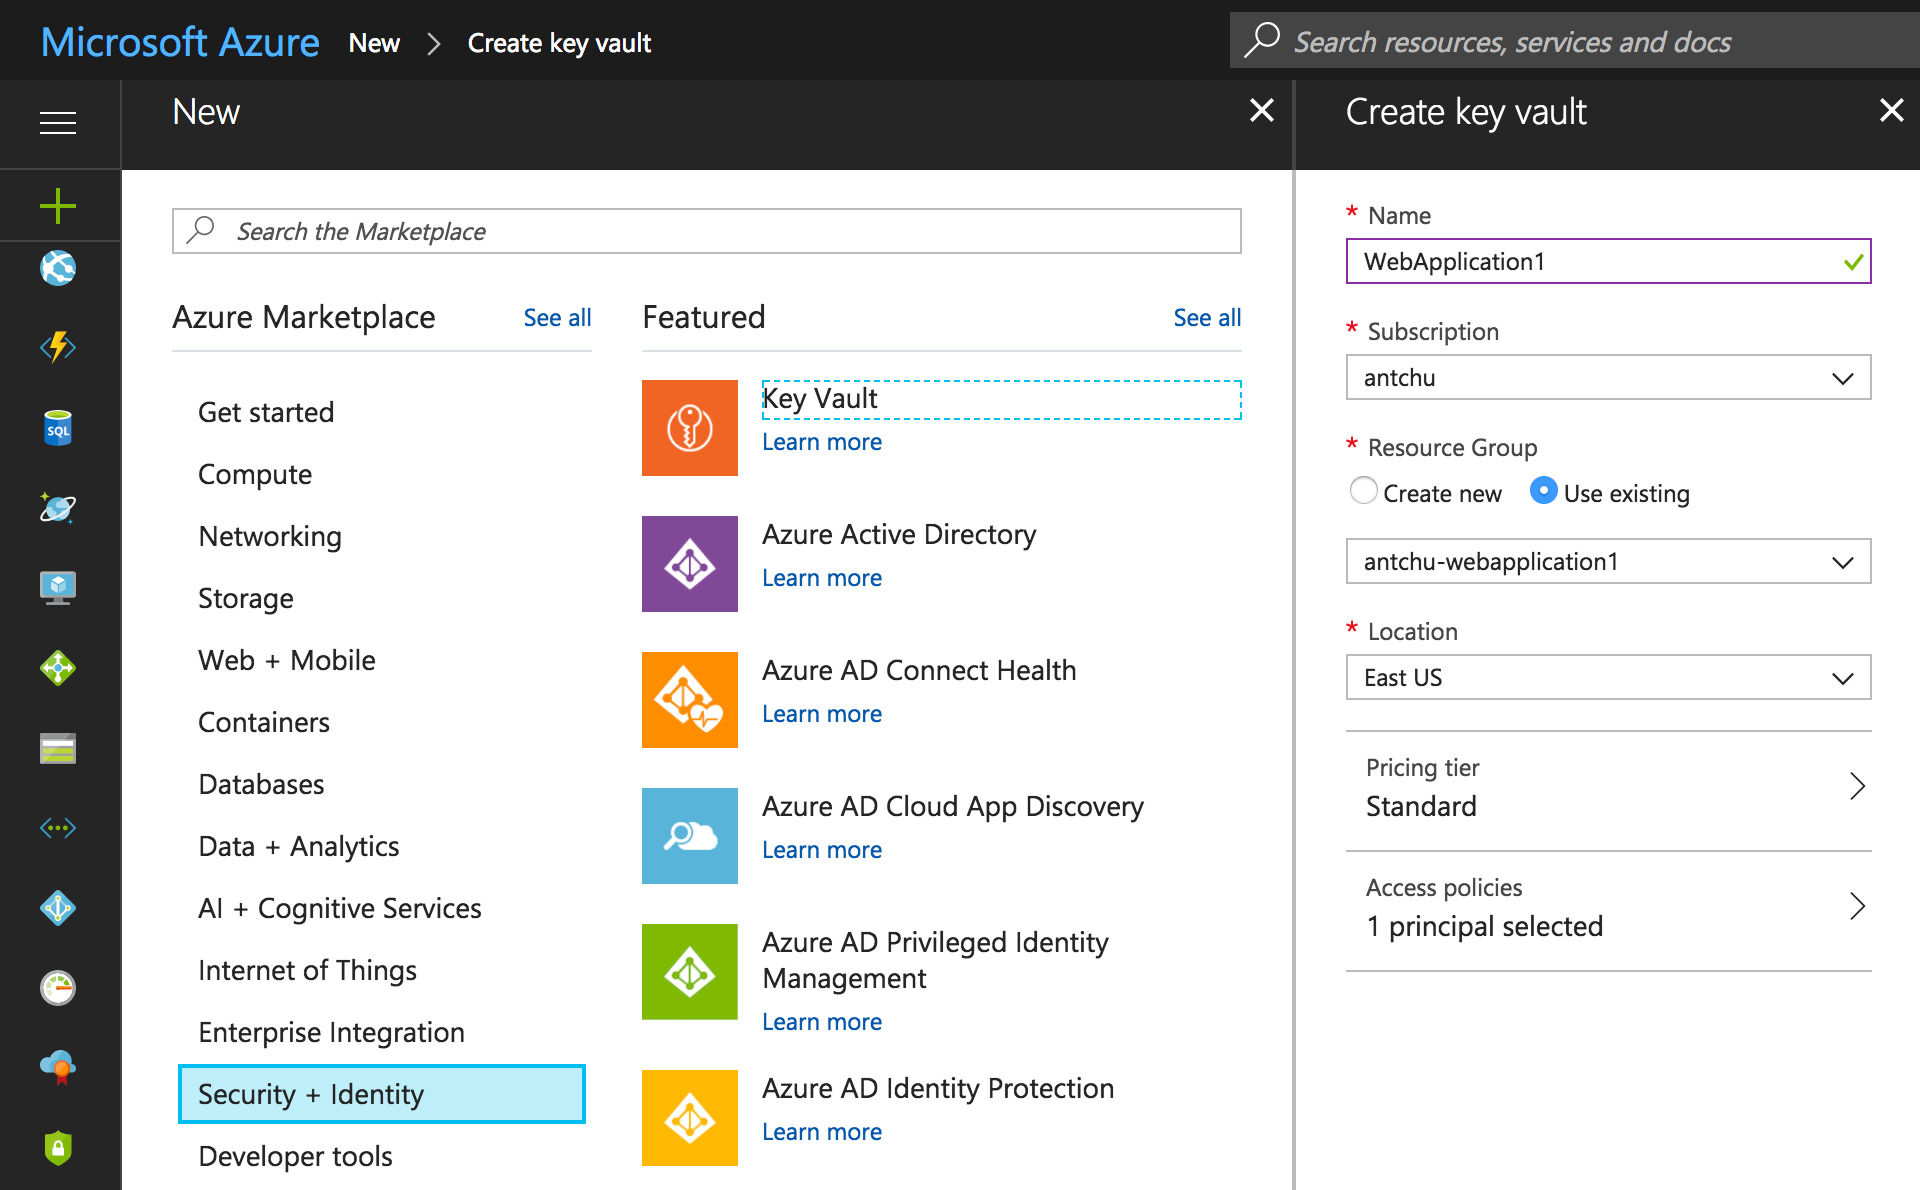 Microsoft Azure New > Create key vault
Search resources, services and docs
New
Search the Marketplace
Azure Marketplace See all
Get started
Compute
Networking
Storage
Web + Mobile
Containers
Databases
Data + Analytics
AI + Cognitive Services
Internet of Things
Enterprise Integration
Security + Identity
Developer tools
Featured See all
Key Vault
Learn more
Azure Active Directory
Learn more
Azure AD Connect Health
Learn more
Azure AD Cloud App Discovery
Learn more
Azure AD Privileged Identity
Management
Learn more
Azure AD Identity Protection
Learn more
SQL
Create key vault
* Name
WebApplication1
* Subscription
antchu
* Resource Group
Create new Use existing
antchu-webapplication1
* Location
East US
Pricing tier
Standard
Access policies
1 principal selected